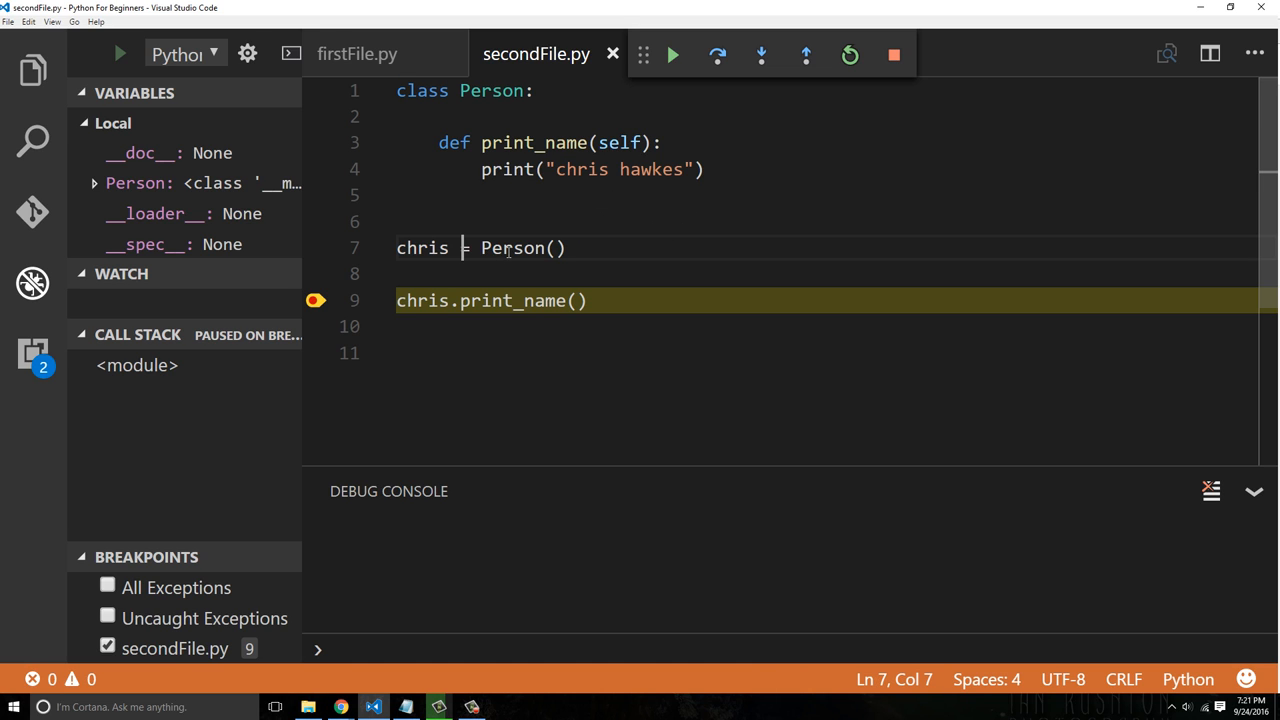 secondFile.py - Python For Beginners - Visual Studio Code
File Edit View Go Help
Pythor
firstFile.py
secondFile.py
VARIABLES
Local
__doc__: None
Person: <class '__m...
__loader__: None
__spec__: None
WATCH
CALL STACK PAUSED ON BRE...
<module>
BREAKPOINTS
All Exceptions
Uncaught Exceptions
secondFile.py 9
2
1 class Person:
2
3 def print_name(self):
4 print("chris hawkes")
5
6
7 chris = Person()
8
9 chris.print_name()
10
11
DEBUG CONSOLE
0 0
Ln 7, Col 7 Spaces: 4 UTF-8 CRLF Python
I'm Cortana. Ask me anything.
7:21 PM
9/24/2016